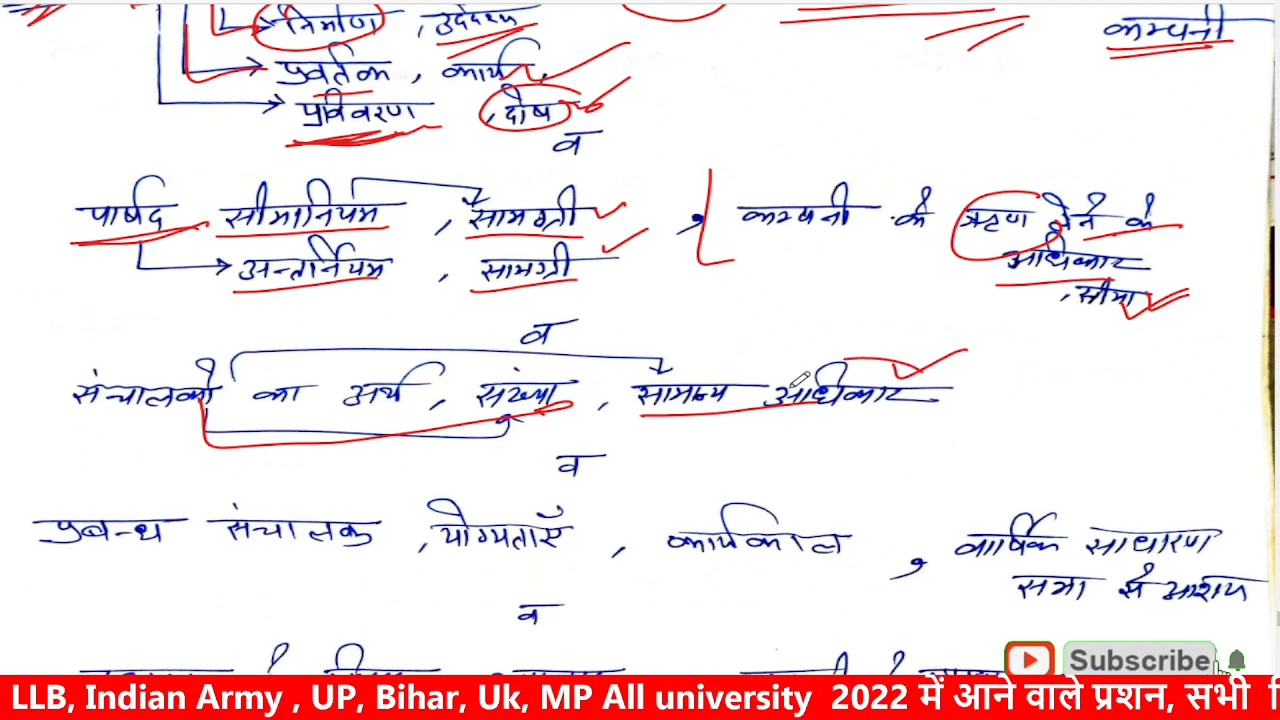 निर्माण, उद्देश्य
कम्पनी
प्रवर्तक, कार्य,
प्रविवरण, दोष
व
पार्षद सीमानियम, सामग्री, कम्पनी के ऋण लेने के
अन्तर्नियम, सामग्री
अधिकार
, सीमा
व
संचालकों का अर्थ, संख्या, सामान्य अधिकार
व
प्रबन्ध संचालक, योग्यताएँ, कार्यकाल, वार्षिक साधारण
सभा से आशय
व
Subscribe
LLB, Indian Army , UP, Bihar, Uk, MP All university 2022 में आने वाले प्रशन, सभी